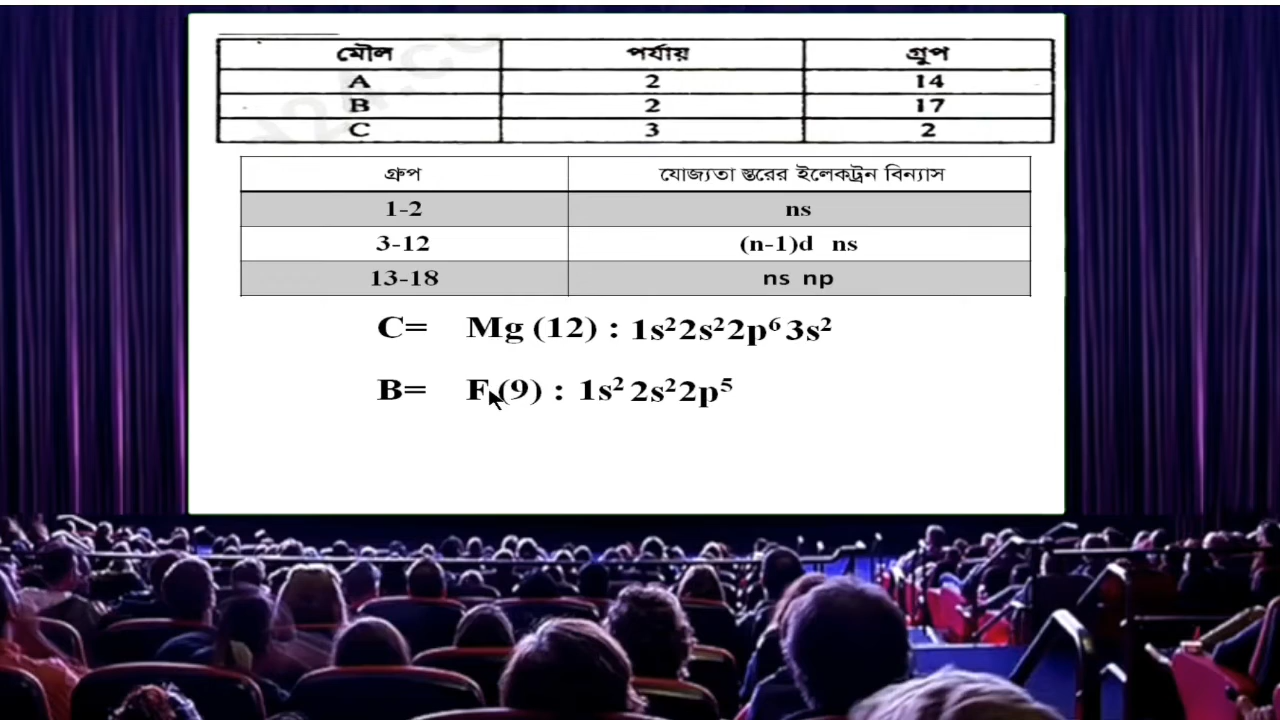 মৌল পর্যায় গ্রুপ
A 2 14
B 2 17
C 3 2
গ্রুপ যোজ্যতা স্তরের ইলেকট্রন বিন্যাস
1-2 ns
3-12 (n-1)d ns
13-18 ns np
C= Mg (12) : 1s²2s²2p⁶3s²
B= F (9) : 1s² 2s²2p⁵